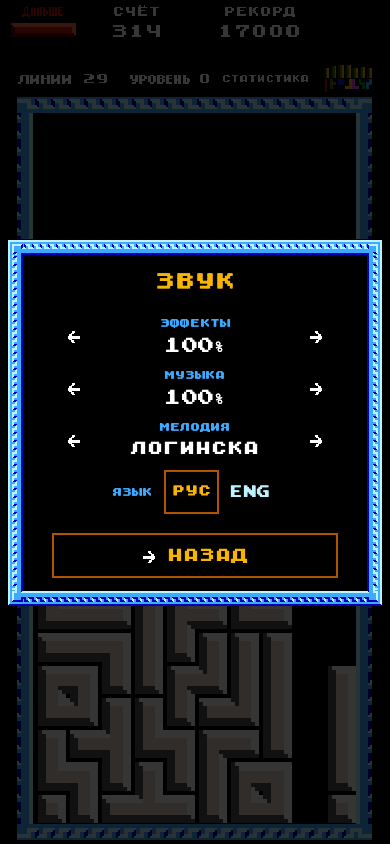 ДАЛЬШЕ СЧЁТ РЕКОРД
314 17000
ЛИНИИ 29 УРОВЕНЬ 0 СТАТИСТИКА
ЗВУК
ЭФФЕКТЫ
← 100% →
МУЗЫКА
← 100% →
МЕЛОДИЯ
← ЛОГИНСКА →
ЯЗЫК РУС ENG
→ НАЗАД